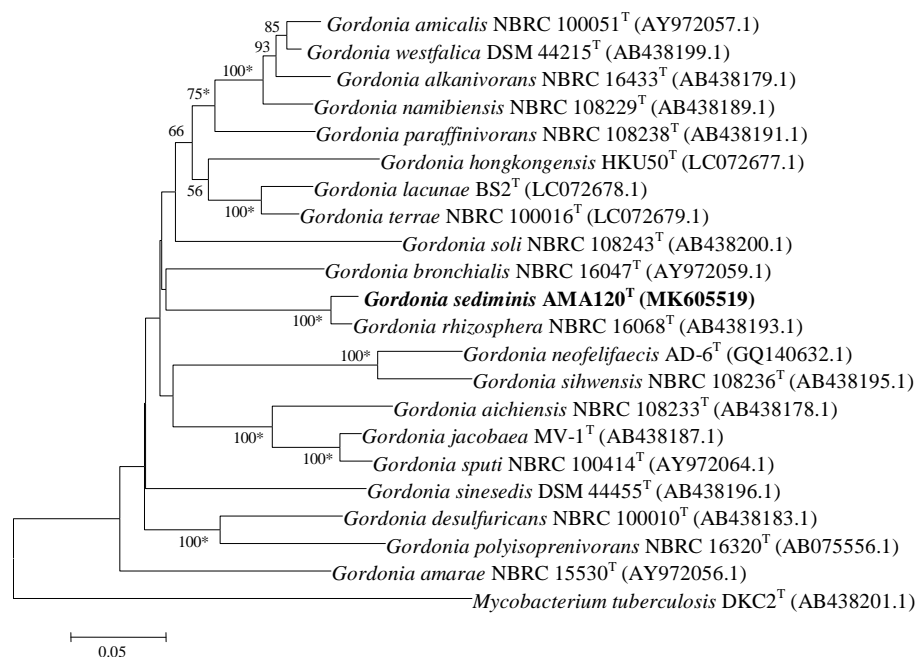 Gordonia amicalis NBRC 100051T (AY972057.1)
85
Gordonia westfalica DSM 44215T (AB438199.1)
93
Gordonia alkanivorans NBRC 16433T (AB438179.1)
100*
Gordonia namibiensis NBRC 108229T (AB438189.1)
75*
Gordonia paraffinivorans NBRC 108238T (AB438191.1)
66
Gordonia hongkongensis HKU50T (LC072677.1)
Gordonia lacunae BS2T (LC072678.1)
56
100*
Gordonia terrae NBRC 100016T (LC072679.1)
Gordonia soli NBRC 108243T (AB438200.1)
Gordonia bronchialis NBRC 16047T (AY972059.1)
Gordonia sediminis AMA120T (MK605519)
100*
Gordonia rhizosphera NBRC 16068T (AB438193.1)
100*
Gordonia neofelifaecis AD-6T (GQ140632.1)
Gordonia sihwensis NBRC 108236T (AB438195.1)
Gordonia aichiensis NBRC 108233T (AB438178.1)
100*
Gordonia jacobaea MV-1T (AB438187.1)
100*
Gordonia sputi NBRC 100414T (AY972064.1)
Gordonia sinesedis DSM 44455T (AB438196.1)
Gordonia desulfuricans NBRC 100010T (AB438183.1)
100*
Gordonia polyisoprenivorans NBRC 16320T (AB075556.1)
Gordonia amarae NBRC 15530T (AY972056.1)
Mycobacterium tuberculosis DKC2T (AB438201.1)
0.05